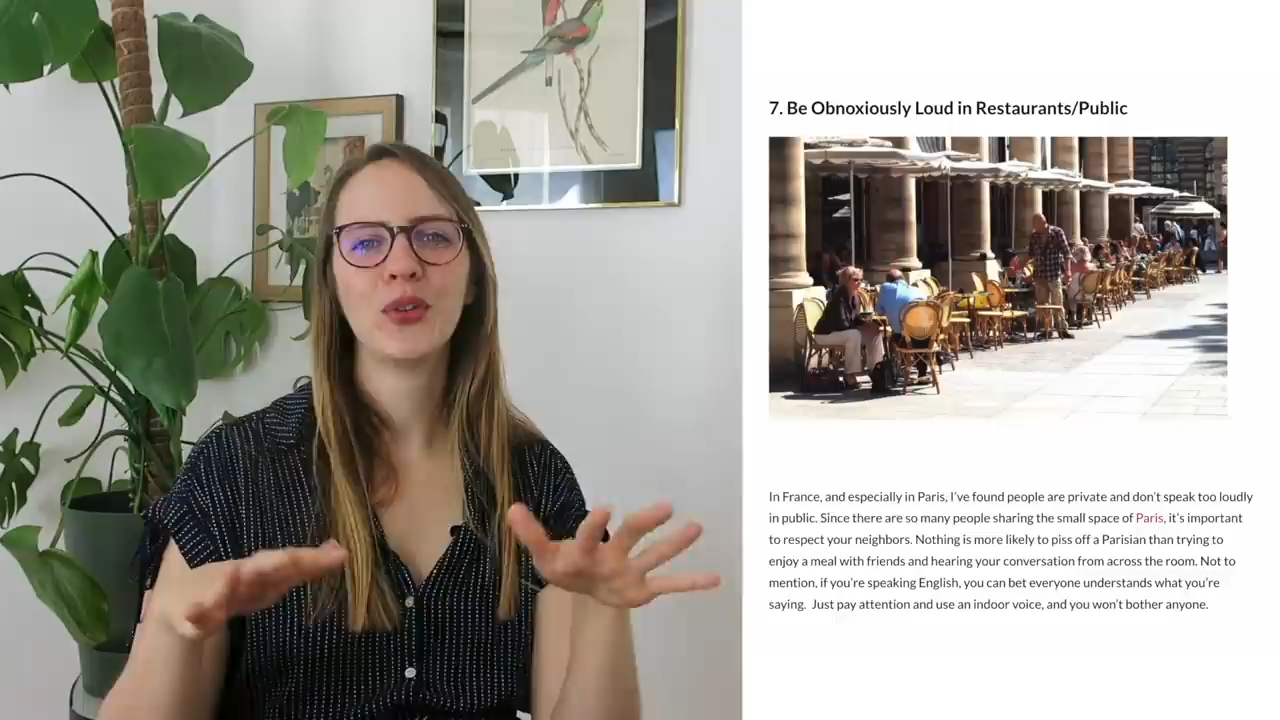 7. Be Obnoxiously Loud in Restaurants/Public
In France, and especially in Paris, I've found people are private and don't speak too loudly
in public. Since there are so many people sharing the small space of Paris, it's important
to respect your neighbors. Nothing is more likely to piss off a Parisian than trying to
enjoy a meal with friends and hearing your conversation from across the room. Not to
mention, if you're speaking English, you can bet everyone understands what you're
saying.  Just pay attention and use an indoor voice, and you won't bother anyone.